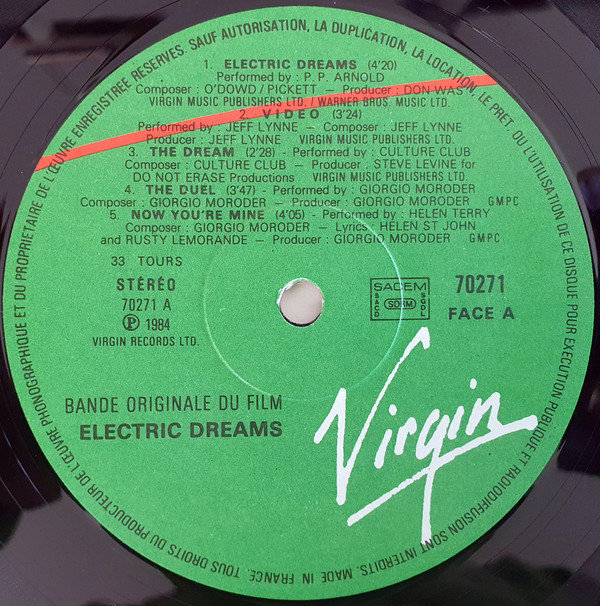 TOUS DROITS DU PRODUCTEUR DE L'ŒUVRE PHONOGRAPHIQUE ET DU PROPRIETAIRE DE L'ŒUVRE ENREGISTREE RESERVES, SAUF AUTORISATION, LA DUPLICATION, LA LOCATION, LE PRET, OU L'UTILISATION DE CE DISQUE POUR EXECUTION PUBLIQUE ET RADIODIFFUSION SONT INTERDITS. MADE IN FRANCE.
1. ELECTRIC DREAMS (4'20)
Performed by : P.P. ARNOLD
Composer : O'DOWD / PICKETT — Producer : DON WAS
VIRGIN MUSIC PUBLISHERS LTD. / WARNER BROS. MUSIC LTD.
2. VIDEO (3'24)
Performed by : JEFF LYNNE — Composer : JEFF LYNNE
Producer : JEFF LYNNE VIRGIN MUSIC PUBLISHERS LTD.
3. THE DREAM (2'28) - Performed by : CULTURE CLUB
Composer : CULTURE CLUB — Producer : STEVE LEVINE for
DO NOT ERASE Productions VIRGIN MUSIC PUBLISHERS LTD.
4. THE DUEL (3'47) - Performed by : GIORGIO MORODER
Composer : GIORGIO MORODER — Producer : GIORGIO MORODER GMPC
5. NOW YOU'RE MINE (4'05) - Performed by : HELEN TERRY
Composer : GIORGIO MORODER — Lyrics : HELEN ST JOHN
and RUSTY LEMORANDE — Producer : GIORGIO MORODER GMPC
33 TOURS
STÉRÉO
70271 A
℗ 1984
VIRGIN RECORDS LTD.
SACEM
SACD SDRM SGDL
70271
FACE A
BANDE ORIGINALE DU FILM
ELECTRIC DREAMS
Virgin